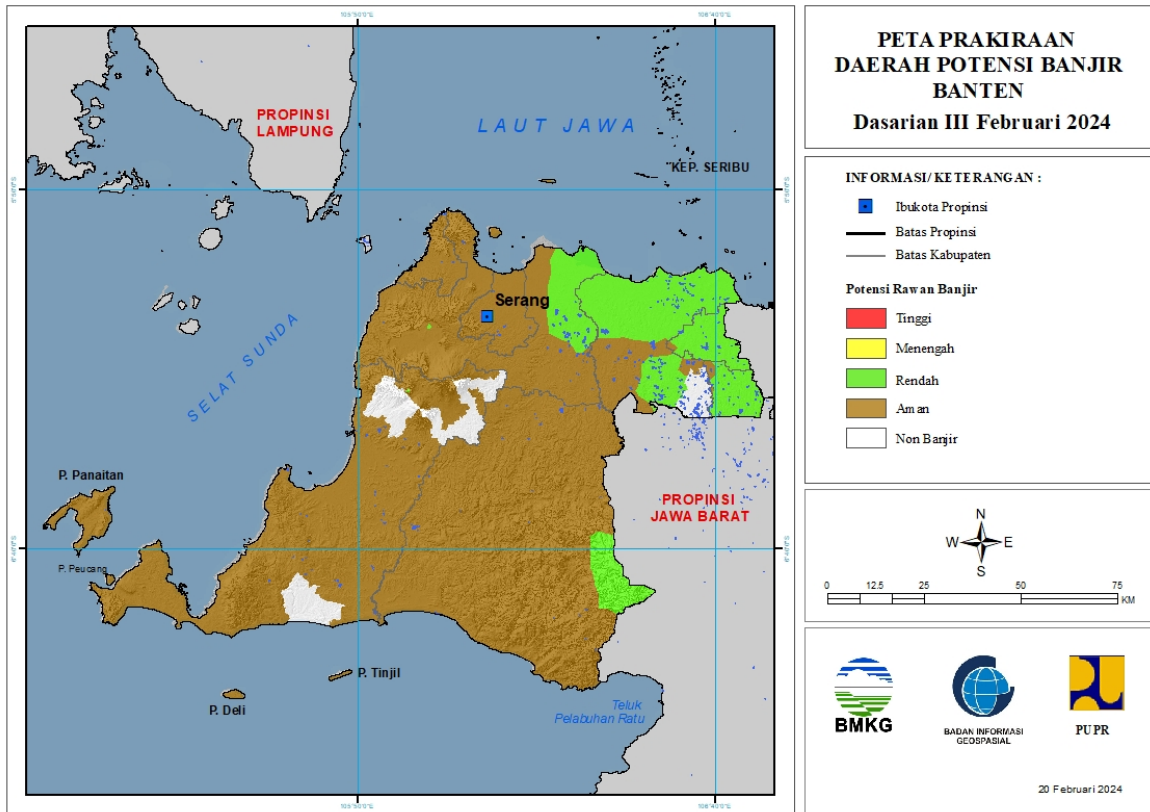 PETA PRAKIRAAN
DAERAH POTENSI BANJIR
BANTEN
Dasarian III Februari 2024
INFORMASI/ KETERANGAN :
Ibukota Propinsi
Batas Propinsi
Batas Kabupaten
Potensi Rawan Banjir
Tinggi
Menengah
Rendah
Aman
Non Banjir
N
W E
S
0 12.5 25 50 75
KM
BMKG
BADAN INFORMASI
GEOSPASIAL
PUPR
20 Februari 2024
PROPINSI
LAMPUNG
LAUT JAWA
KEP. SERIBU
Serang
SELAT SUNDA
P. Panaitan
P. Peucang
PROPINSI
JAWA BARAT
P. Tinjil
P. Deli
Teluk
Pelabuhan Ratu